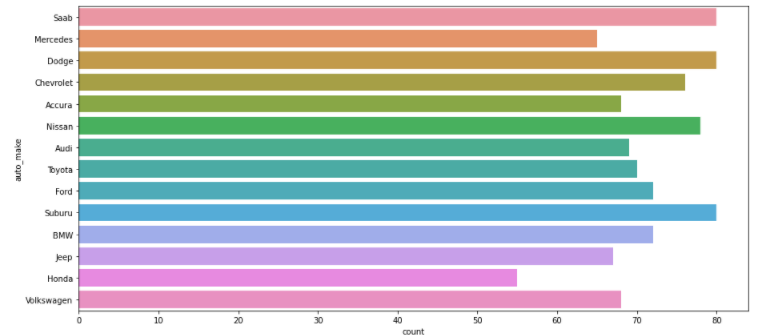 Saab
Mercedes
Dodge
Chevrolet
Accura
Nissan
Audi
Toyota
Ford
Suburu
BMW
Jeep
Honda
Volkswagen
auto_make
0 10 20 30 40 50 60 70 80
count